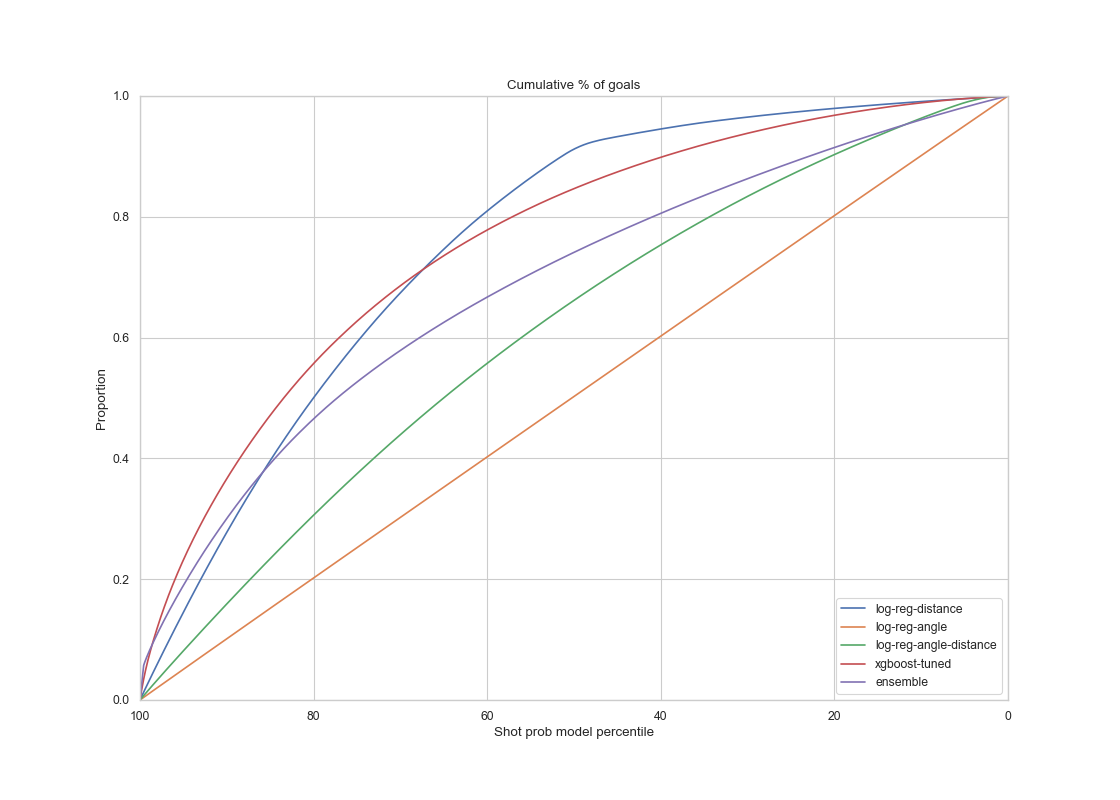 Cumulative % of goals
1.0
0.8
0.6
0.4
0.2
0.0
Proportion
100 80 60 40 20 0
Shot prob model percentile
log-reg-distance
log-reg-angle
log-reg-angle-distance
xgboost-tuned
ensemble